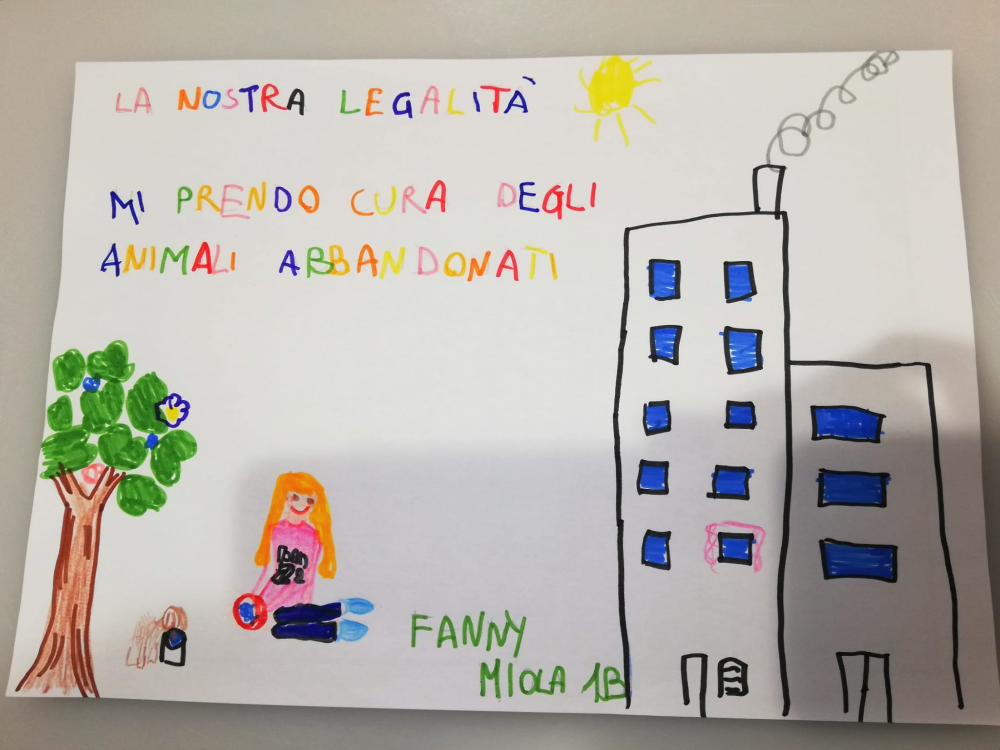 LA NOSTRA LEGALITÀ
MI PRENDO CURA DEGLI
ANIMALI ABBANDONATI
FANNY
MIOLA 1B